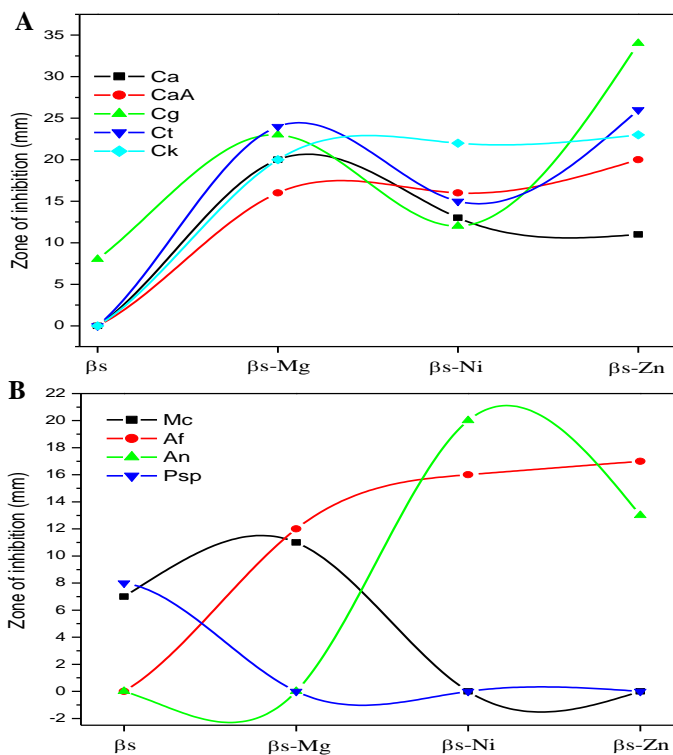 A
Zone of inhibition (mm)
35
30
25
20
15
10
5
0
Ca
CaA
Cg
Ct
Ck
βs
βs-Mg
βs-Ni
βs-Zn
B
Zone of inhibition (mm)
22
20
18
16
14
12
10
8
6
4
2
0
-2
Mc
Af
An
Psp
βs
βs-Mg
βs-Ni
βs-Zn